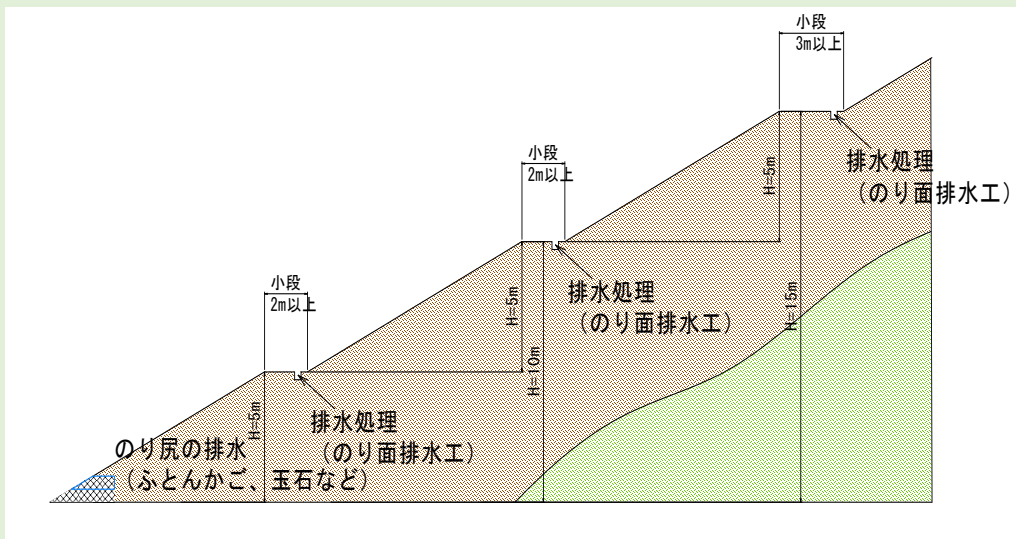 小段
3m以上
H=5m
排水処理
(のり面排水工)
小段
2m以上
H=5m
排水処理
(のり面排水工)
H=15m
小段
2m以上
H=10m
H=5m
排水処理
(のり面排水工)
のり尻の排水
(ふとんかご、玉石など)